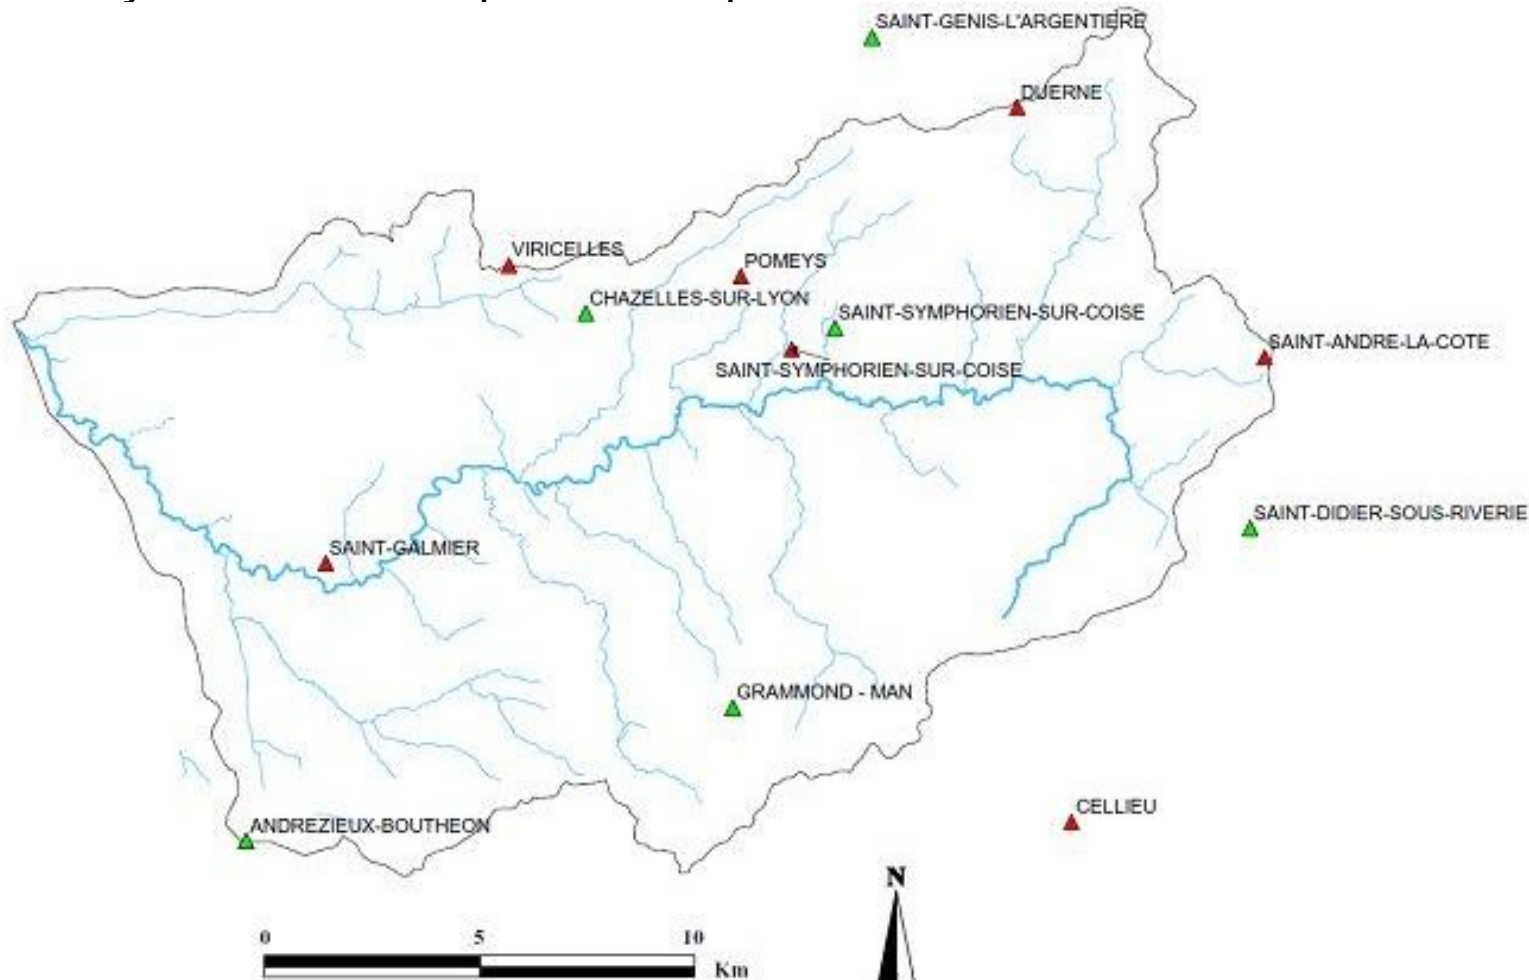 SAINT-GENIS-L'ARGENTIERE
DUERNE
VIRICELLES
POMEYS
CHAZELLES-SUR-LYON
SAINT-SYMPHORIEN-SUR-COISE
SAINT-ANDRE-LA-COTE
SAINT-SYMPHORIEN-SUR-COISE
SAINT-DIDIER-SOUS-RIVERIE
SAINT-GALMIER
GRAMMOND - MAN
CELLIEU
ANDREZIEUX-BOUTHEON
N
0 5 10
Km